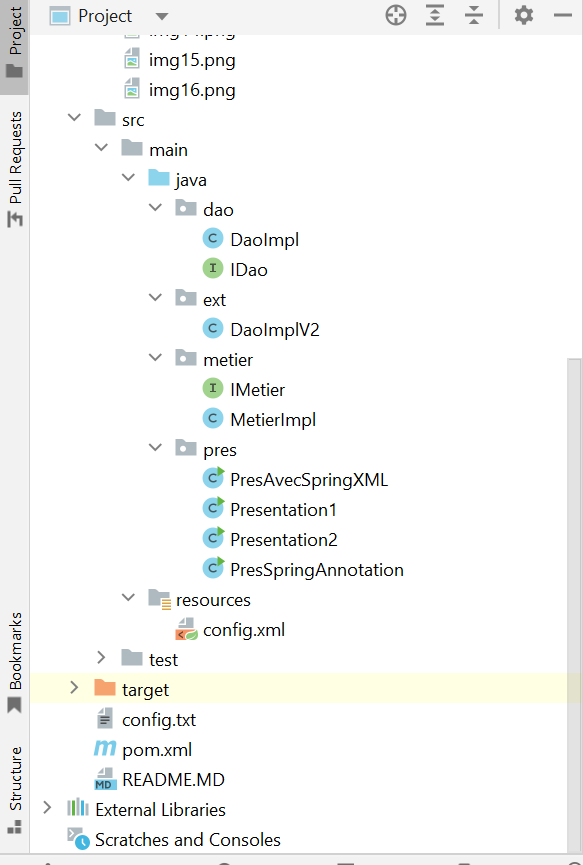 Project
Project
img15.png
img16.png
src
main
java
dao
C DaoImpl
I IDao
ext
C DaoImplV2
metier
I IMetier
C MetierImpl
pres
C PresAvecSpringXML
C Presentation1
C Presentation2
C PresSpringAnnotation
resources
config.xml
test
target
config.txt
m pom.xml
MD README.MD
External Libraries
Scratches and Consoles
Pull Requests
Bookmarks
Structure